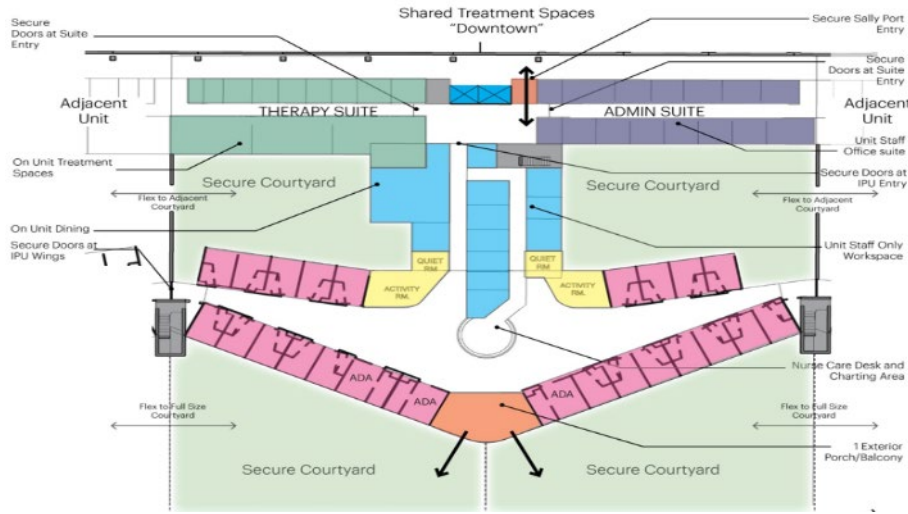 Shared Treatment Spaces
"Downtown"
Secure
Doors at Suite
Entry
Secure Sally Port
Entry
Secure
Doors at Suite
Entry
Adjacent
Unit
THERAPY SUITE
ADMIN SUITE
Adjacent
Unit
On Unit Treatment
Spaces
Unit Staff
Office suite
Secure Courtyard
Secure Courtyard
Secure Doors at
IPU Entry
Flex to Adjacent
Courtyard
Flex to Adjacent
Courtyard
On Unit Dining
Secure Doors at
IPU Wings
Unit Staff Only
Workspace
QUIET
RM
QUIET
RM
ACTIVITY
RM.
ACTIVITY
RM.
ADA
ADA
ADA
Nurse Care Desk and
Charting Area
Flex to Full Size
Courtyard
Flex to Full Size
Courtyard
1 Exterior
Porch/Balcony
Secure Courtyard
Secure Courtyard